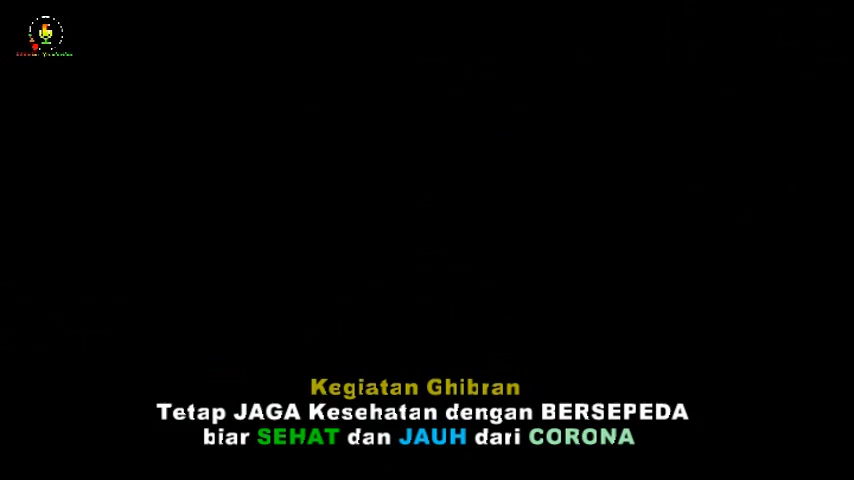 Kegiatan Ghibran
Tetap JAGA Kesehatan dengan BERSEPEDA
biar SEHAT dan JAUH dari CORONA